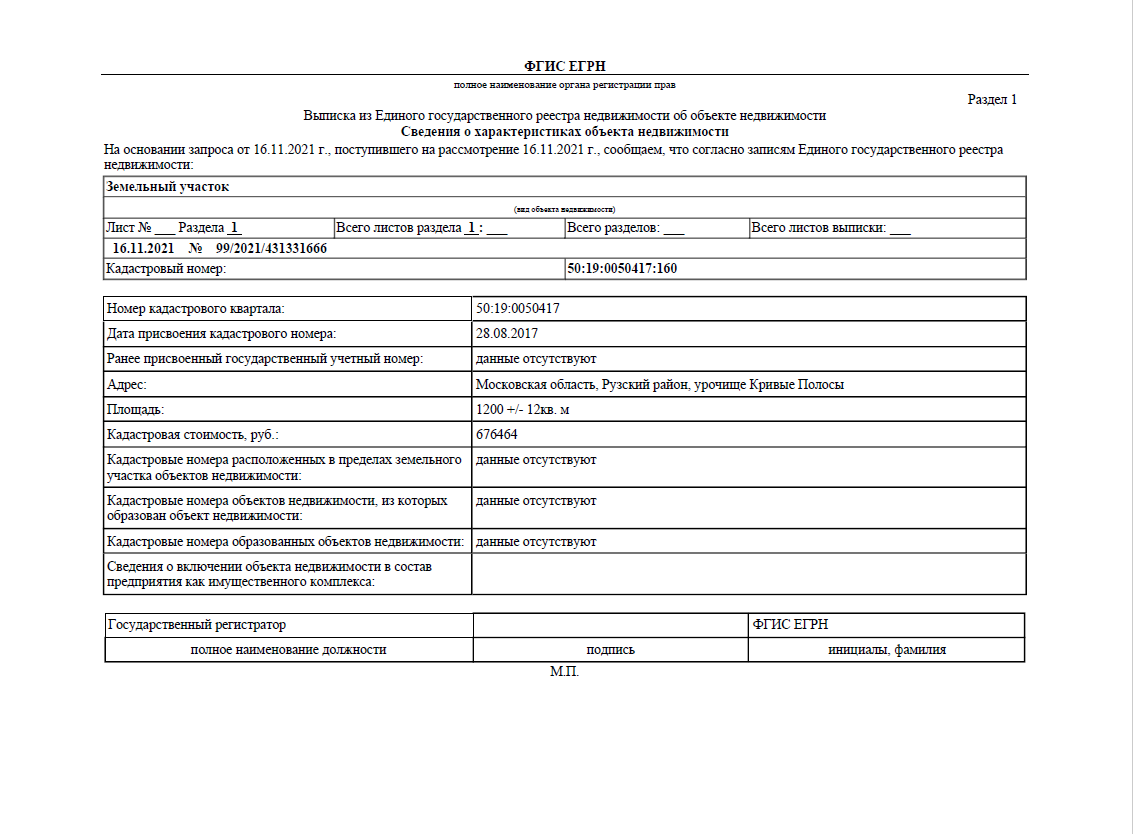 ФГИС ЕГРН
полное наименование органа регистрации прав
Раздел 1
Выписка из Единого государственного реестра недвижимости об объекте недвижимости
Сведения о характеристиках объекта недвижимости
На основании запроса от 16.11.2021 г., поступившего на рассмотрение 16.11.2021 г., сообщаем, что согласно записям Единого государственного реестра
недвижимости:
Земельный участок
(вид объекта недвижимости)
Лист № ___ Раздела 1 Всего листов раздела 1 : ___ Всего разделов: ___ Всего листов выписки: ___
16.11.2021 № 99/2021/431331666
Кадастровый номер: 50:19:0050417:160
Номер кадастрового квартала: 50:19:0050417
Дата присвоения кадастрового номера: 28.08.2017
Ранее присвоенный государственный учетный номер: данные отсутствуют
Адрес: Московская область, Рузский район, урочище Кривые Полосы
Площадь: 1200 +/- 12кв. м
Кадастровая стоимость, руб.: 676464
Кадастровые номера расположенных в пределах земельного данные отсутствуют
участка объектов недвижимости:
Кадастровые номера объектов недвижимости, из которых данные отсутствуют
образован объект недвижимости:
Кадастровые номера образованных объектов недвижимости: данные отсутствуют
Сведения о включении объекта недвижимости в состав
предприятия как имущественного комплекса:
Государственный регистратор ФГИС ЕГРН
полное наименование должности подпись инициалы, фамилия
М.П.